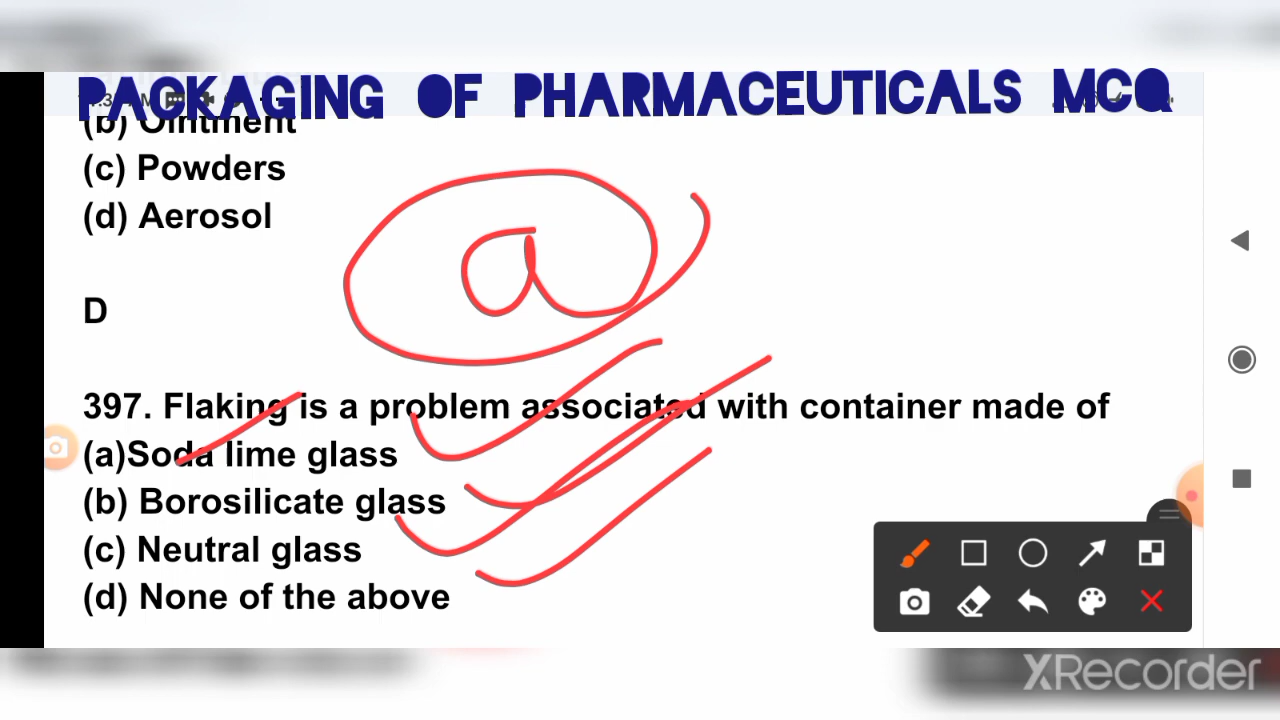 PACKAGING OF PHARMACEUTICALS MCQ
(b) Ointment
(c) Powders
(d) Aerosol
a
D
397. Flaking is a problem associated with container made of
(a)Soda lime glass
(b) Borosilicate glass
(c) Neutral glass
(d) None of the above
XRecorder